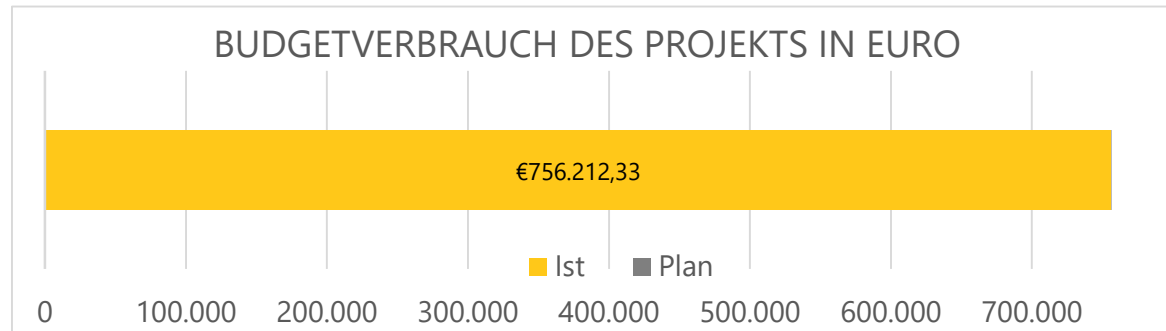 BUDGETVERBRAUCH DES PROJEKTS IN EURO
€756.212,33
Ist Plan
0 100.000 200.000 300.000 400.000 500.000 600.000 700.000